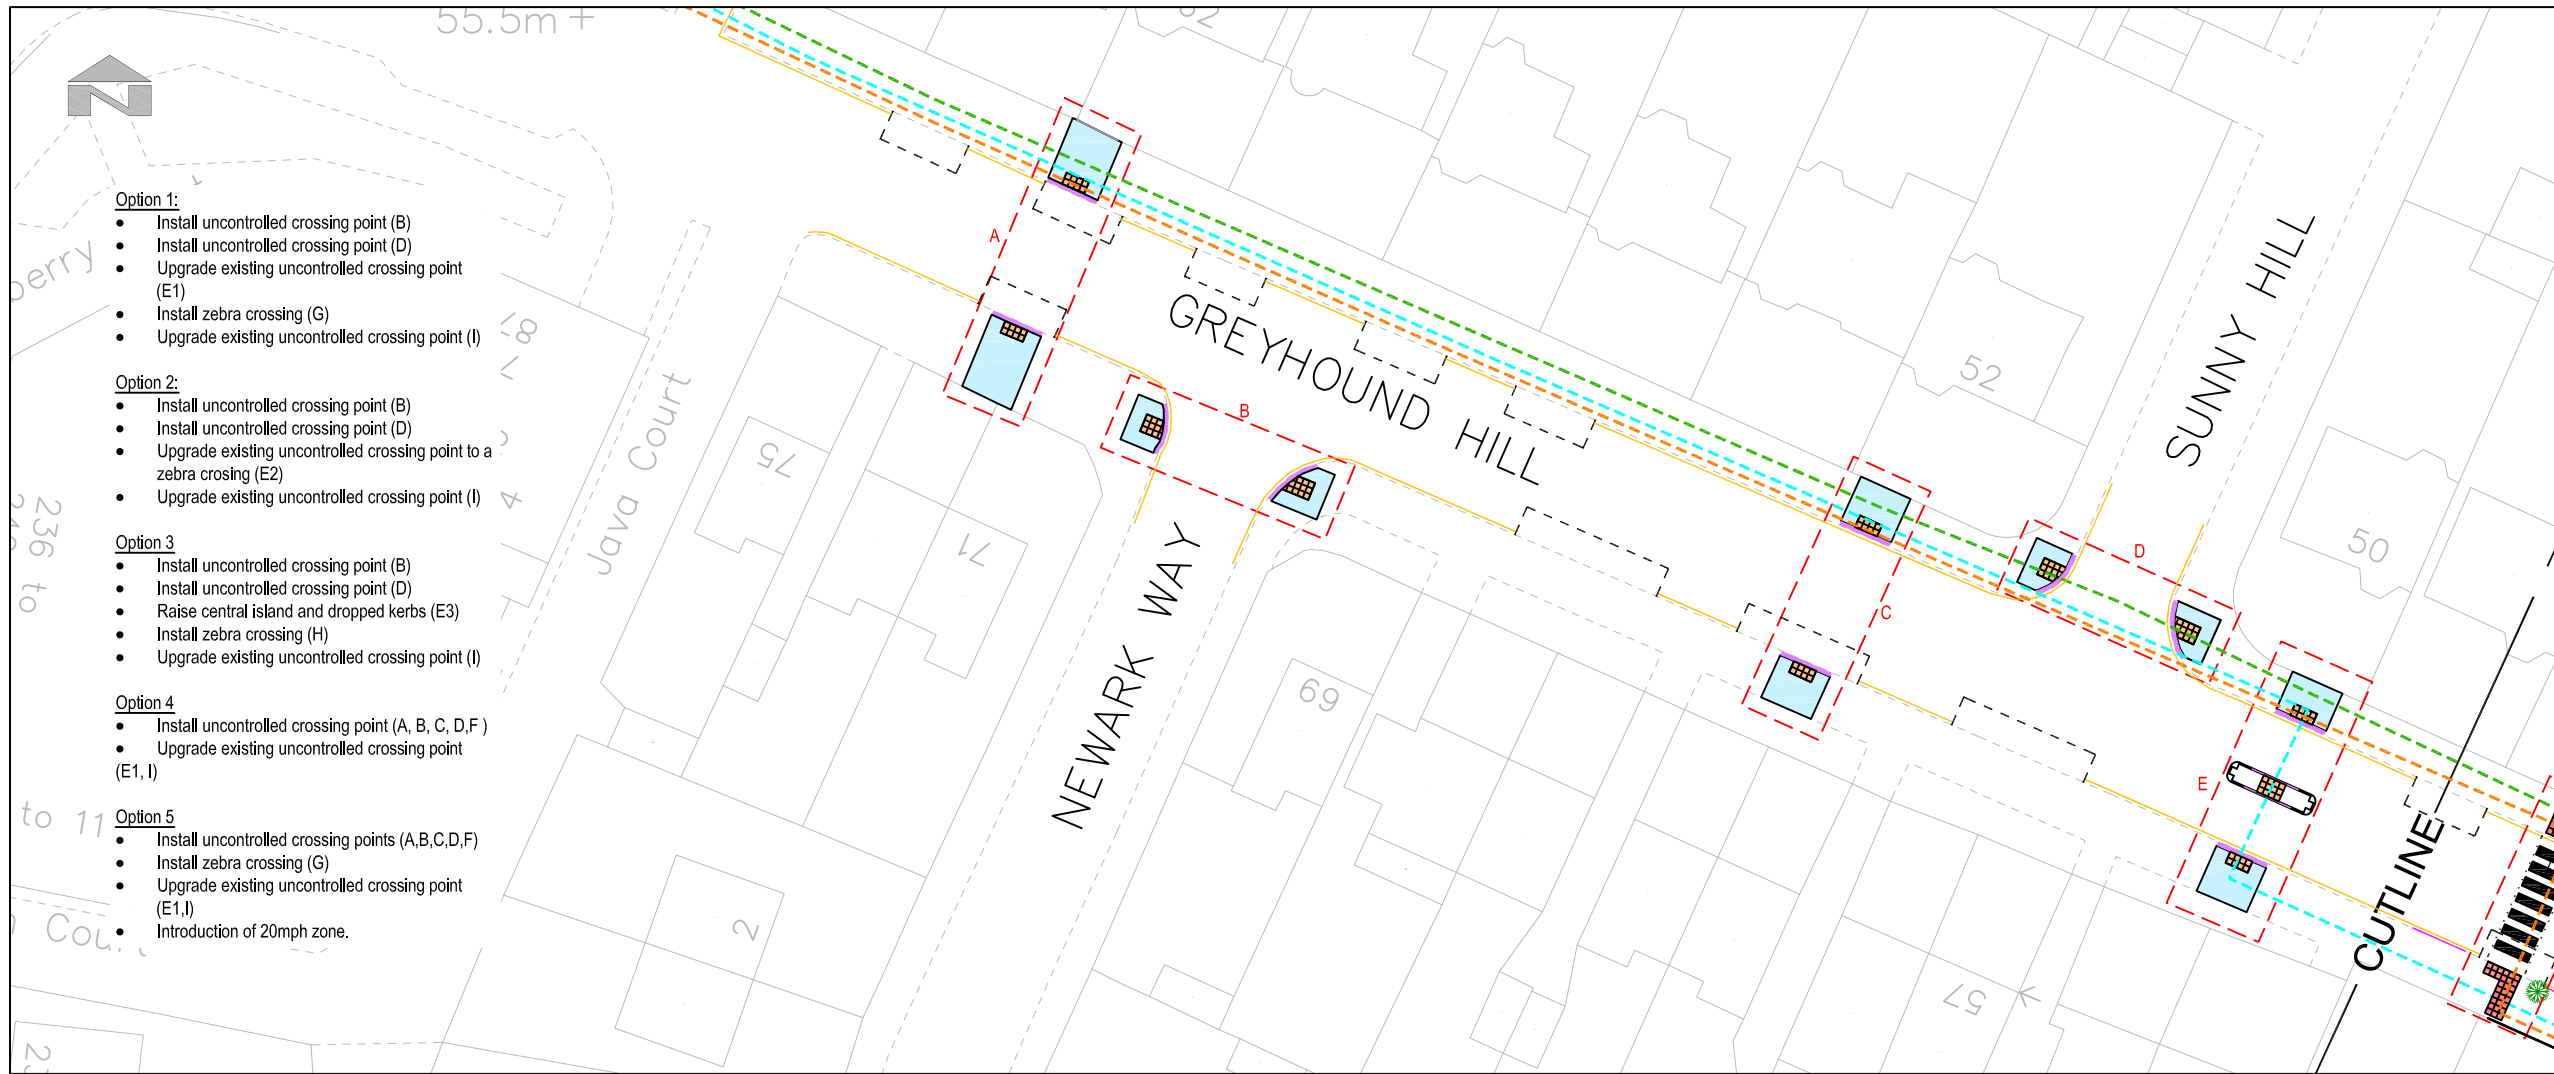 55.5m +
62
Option 1:
• Install uncontrolled crossing point (B)
• Install uncontrolled crossing point (D)
• Upgrade existing uncontrolled crossing point
(E1)
• Install zebra crossing (G)
• Upgrade existing uncontrolled crossing point (I)
Option 2:
• Install uncontrolled crossing point (B)
• Install uncontrolled crossing point (D)
• Upgrade existing uncontrolled crossing point to a
zebra crosing (E2)
• Upgrade existing uncontrolled crossing point (I)
Option 3
• Install uncontrolled crossing point (B)
• Install uncontrolled crossing point (D)
• Raise central island and dropped kerbs (E3)
• Install zebra crossing (H)
• Upgrade existing uncontrolled crossing point (I)
Option 4
• Install uncontrolled crossing point (A, B, C, D,F )
• Upgrade existing uncontrolled crossing point
(E1, I)
Option 5
• Install uncontrolled crossing points (A,B,C,D,F)
• Install zebra crossing (G)
• Upgrade existing uncontrolled crossing point
(E1,I)
• Introduction of 20mph zone.
berry
87
236 to
to 11
Java Court
75
71
69
2
A
B
GREYHOUND HILL
NEWARK WAY
52
SUNNY HILL
50
C
D
E
57
CUTLINE